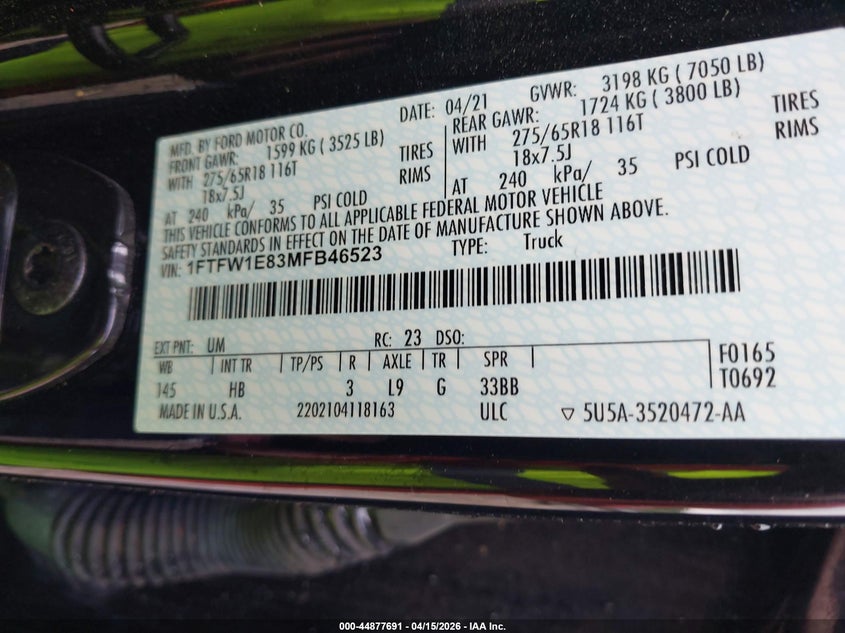 MFD. BY FORD MOTOR CO. DATE: 04/21 GVWR: 3198 KG ( 7050 LB)
FRONT GAWR: 1599 KG ( 3525 LB) REAR GAWR: 1724 KG ( 3800 LB)
WITH 275/65R18 116T TIRES WITH 275/65R18 116T TIRES
18x7.5J RIMS 18x7.5J RIMS
AT 240 kPa/ 35 PSI COLD AT 240 kPa/ 35 PSI COLD
THIS VEHICLE CONFORMS TO ALL APPLICABLE FEDERAL MOTOR VEHICLE
SAFETY STANDARDS IN EFFECT ON THE DATE OF MANUFACTURE SHOWN ABOVE.
VIN: 1FTFW1E83MFB46523 TYPE: Truck
EXT PNT: UM RC: 23 DSO:
WB INT TR TP/PS R AXLE TR SPR F0165
145 HB 3 L9 G 33BB T0692
MADE IN U.S.A. 2202104118163 ULC ▽ 5U5A-3520472-AA
000-44877691 - 04/15/2026 - IAA Inc.